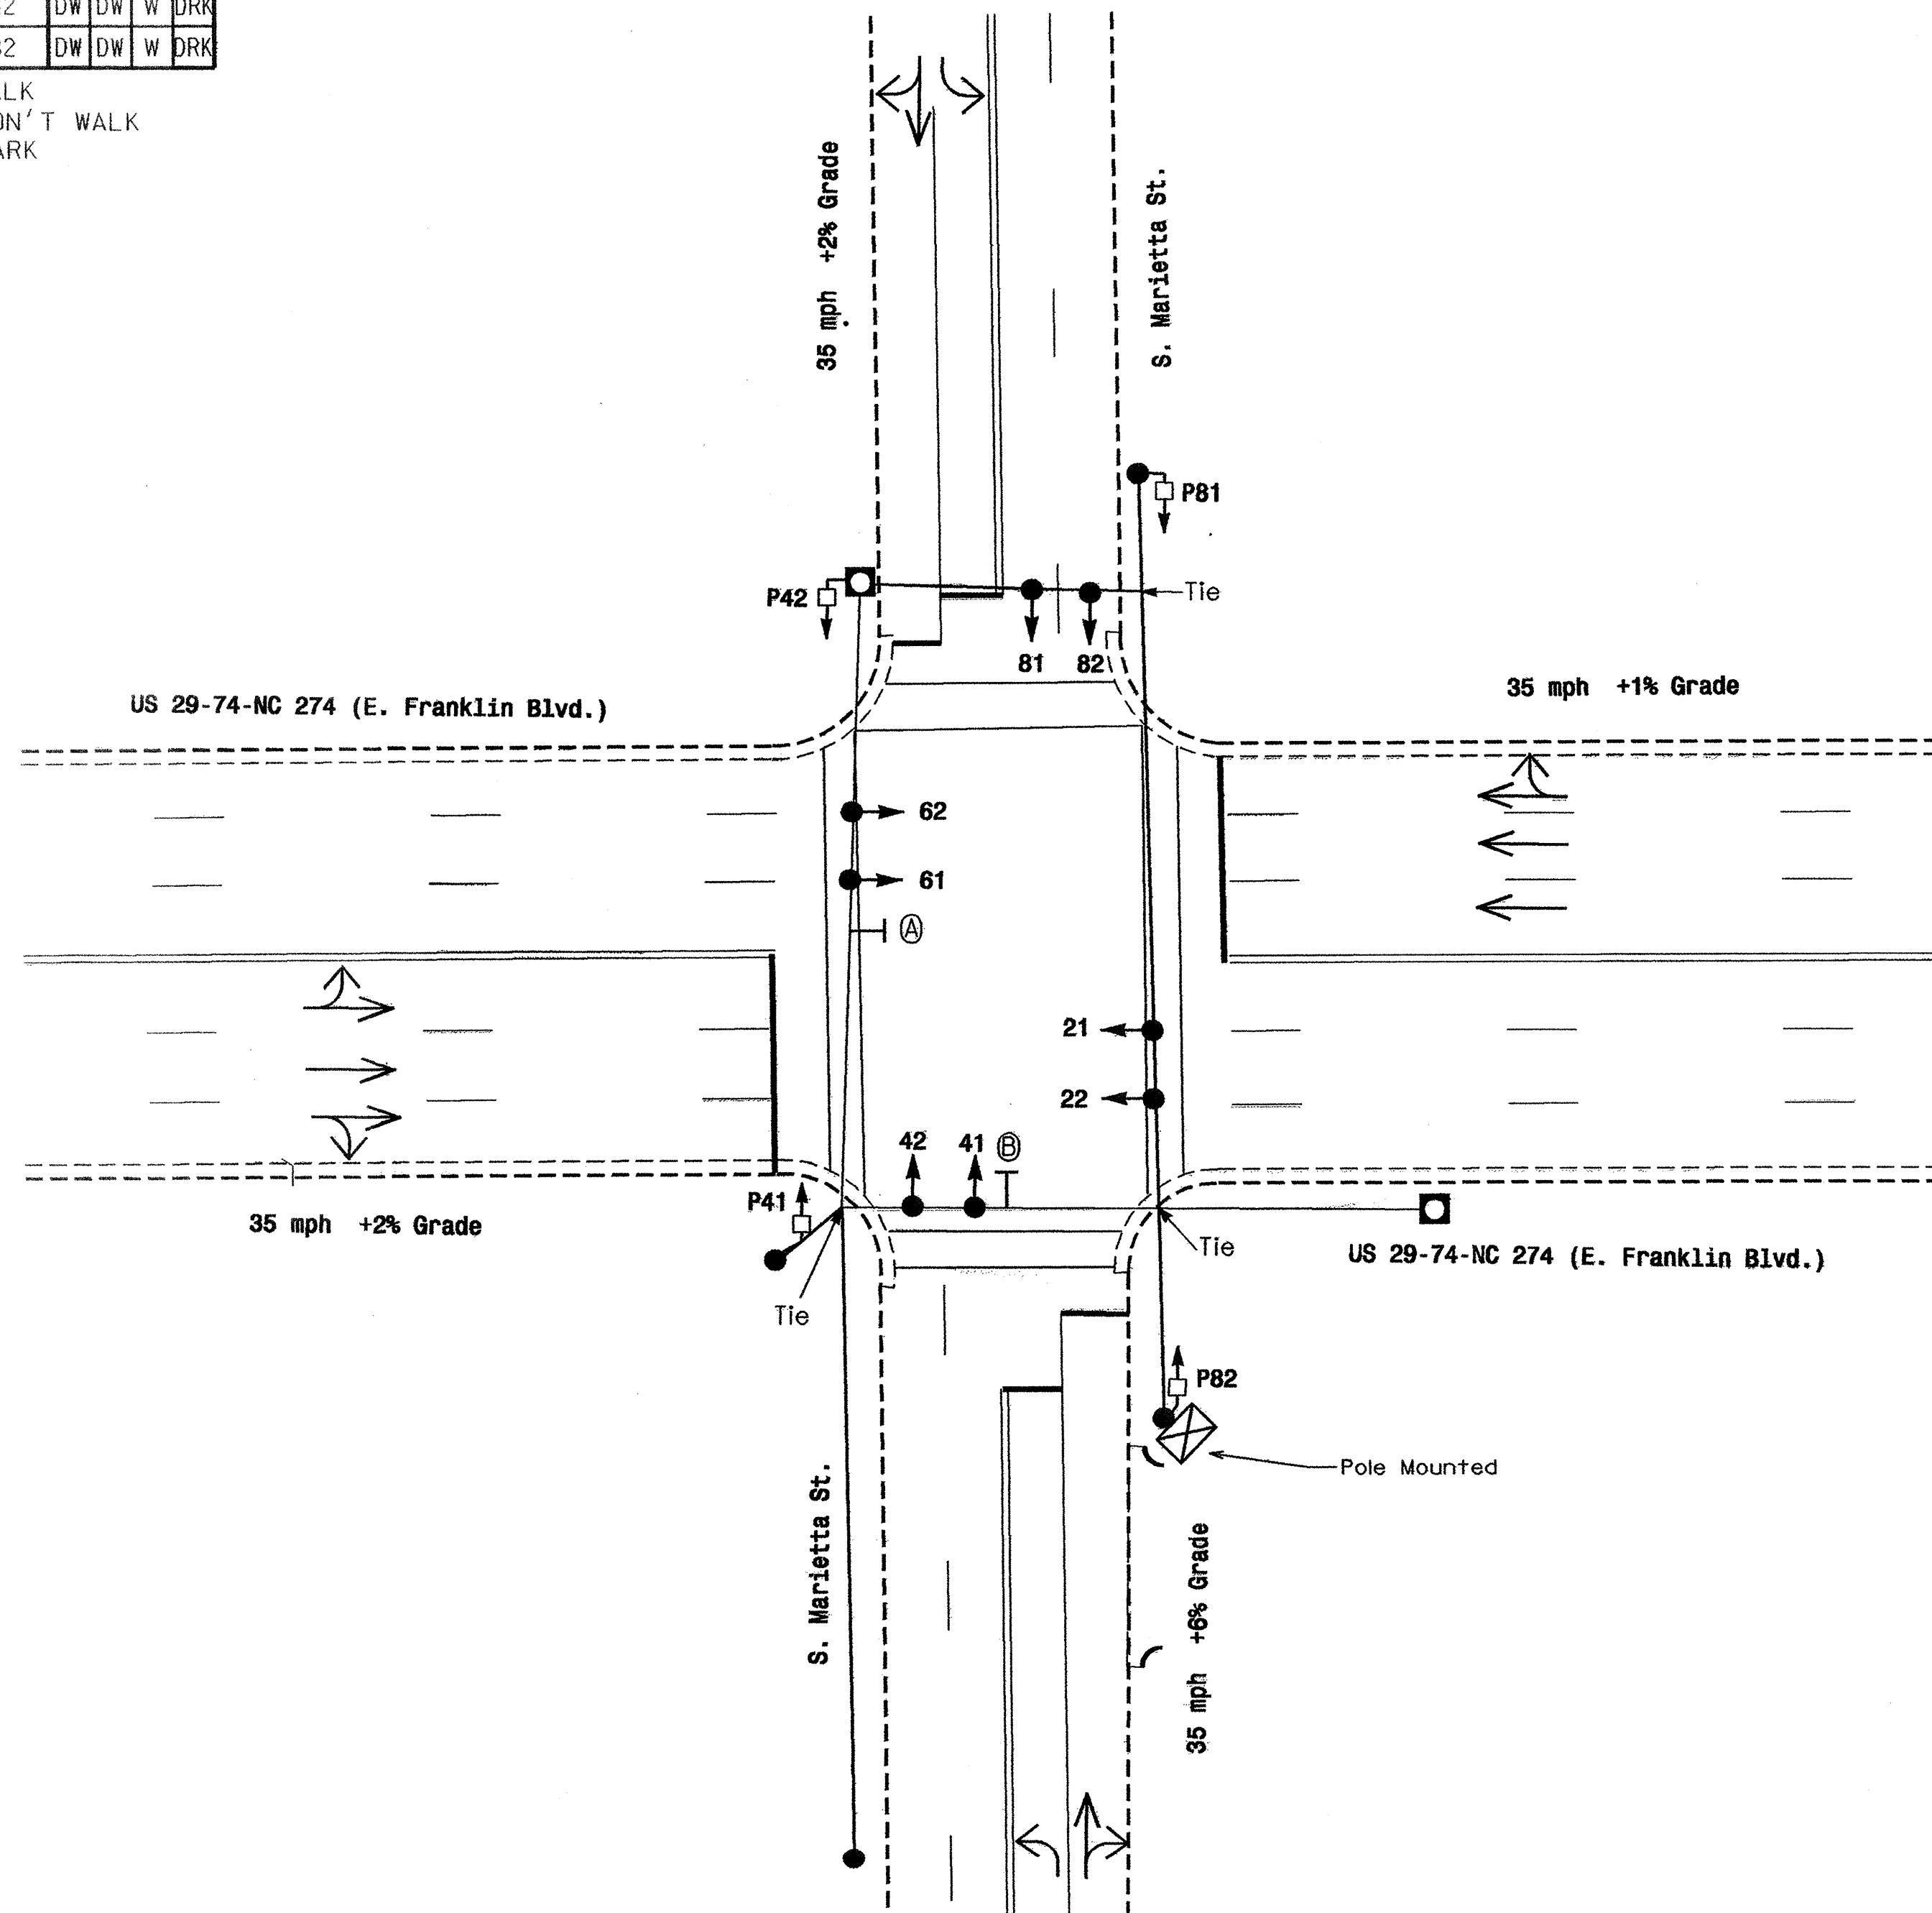 DW DW W DRK
32 DW DW W DRK
LK
ON'T WALK
ARK
35 mph +2% Grade
S. Marietta St.
P81
P42
Tie
81 82
US 29-74-NC 274 (E. Franklin Blvd.)
35 mph +1% Grade
62
61
A
21
22
42 41 B
P41
35 mph +2% Grade
Tie
US 29-74-NC 274 (E. Franklin Blvd.)
Tie
P82
Pole Mounted
S. Marietta St.
35 mph +6% Grade